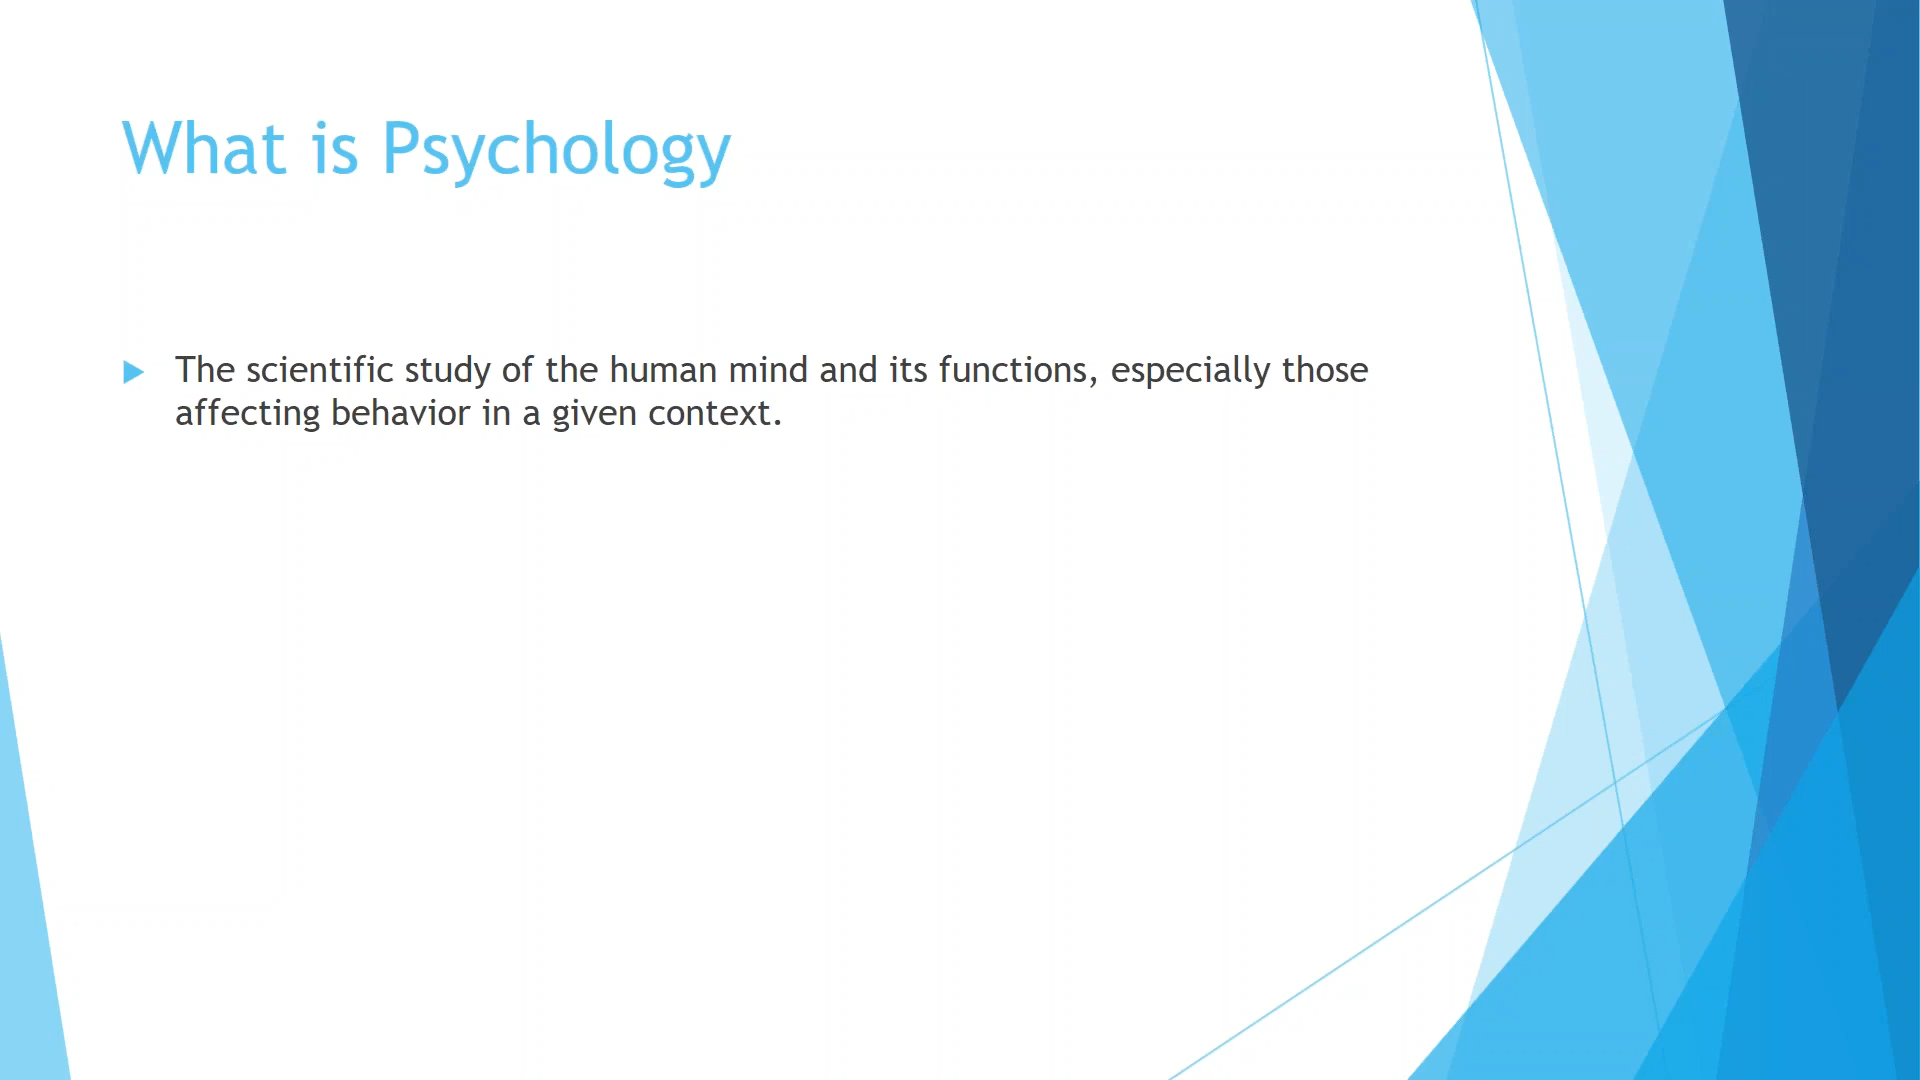 What is Psychology
The scientific study of the human mind and its functions, especially those
affecting behavior in a given context.